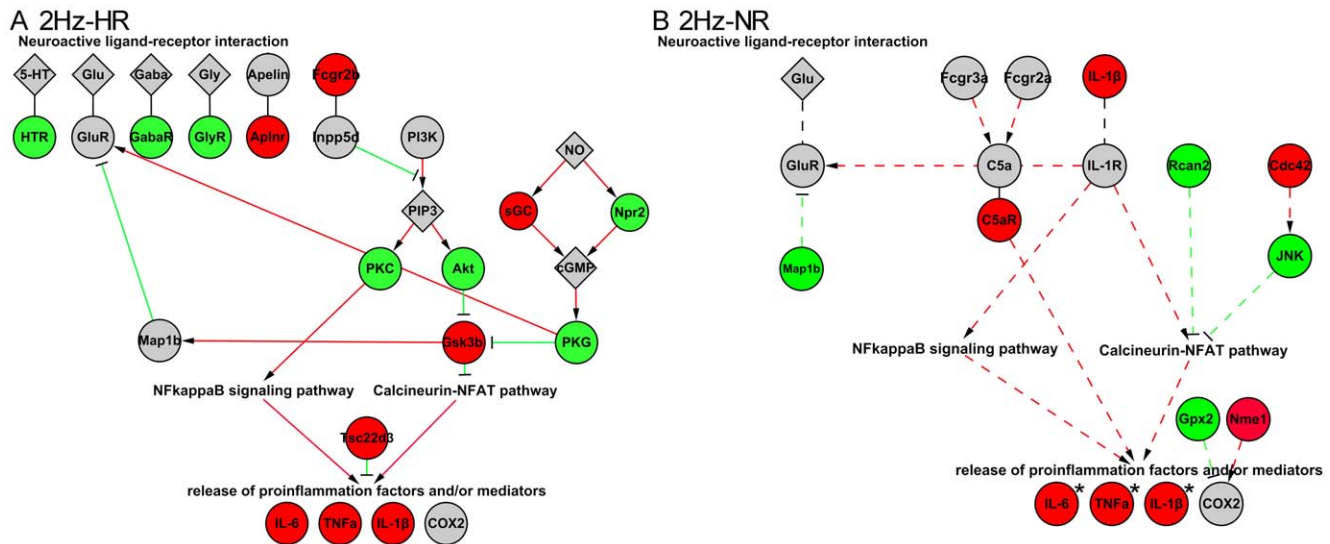 A 2Hz-HR
Neuroactive ligand-receptor interaction
5-HT Glu Gaba Gly Apelin Fcgr2b
HTR GluR GabaR GlyR Aplnr Inpp5d PI3K
NO
PIP3 sGC Npr2
PKC Akt cGMP
Map1b Gsk3b PKG
NFkappaB signaling pathway Calcineurin-NFAT pathway
Tsc22d3
release of proinflammation factors and/or mediators
IL-6 TNFa IL-1β COX2
B 2Hz-NR
Neuroactive ligand-receptor interaction
Glu Fcgr3a Fcgr2a IL-1β
GluR C5a IL-1R Rcan2 Cdc42
C5aR
Map1b JNK
NFkappaB signaling pathway Calcineurin-NFAT pathway
Gpx2 Nme1
release of proinflammation factors and/or mediators
IL-6 * TNFa * IL-1β * COX2